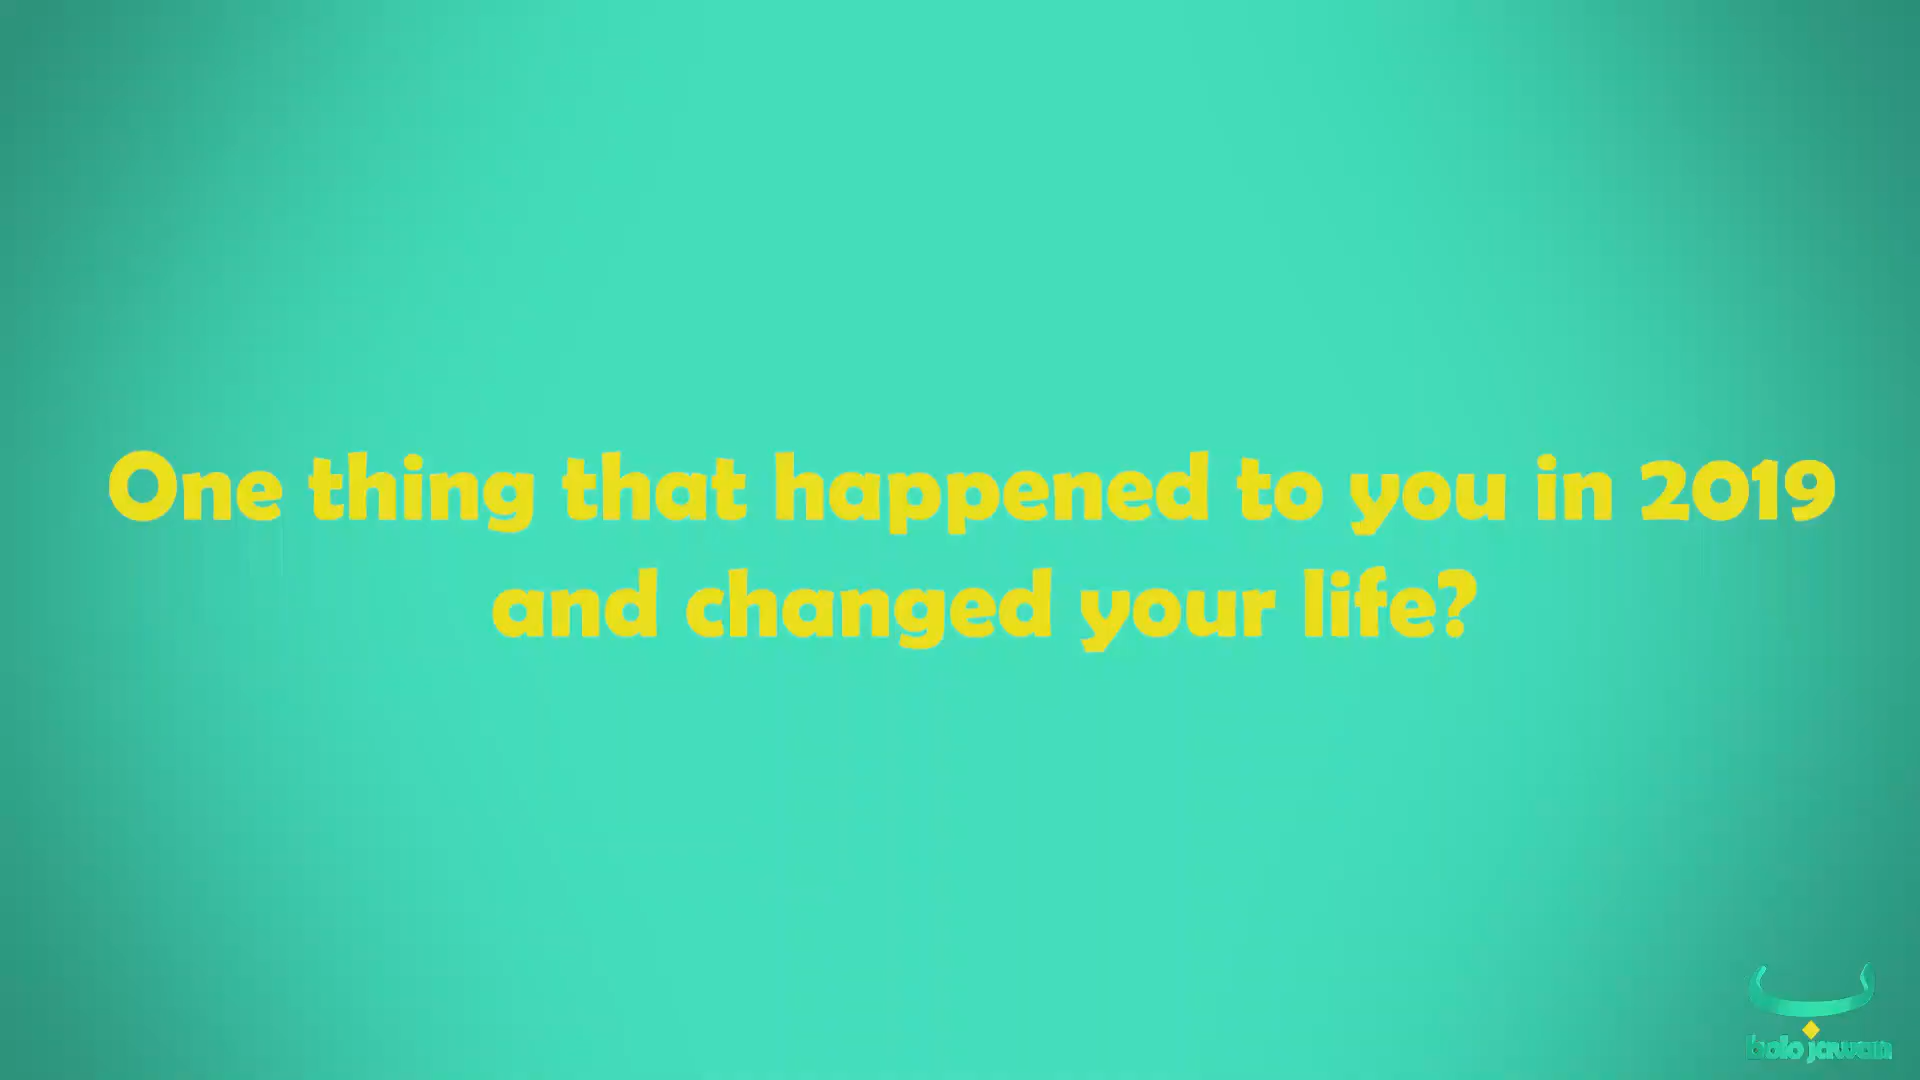 One thing that happened to you in 2019
and changed your life?
bolo jawan